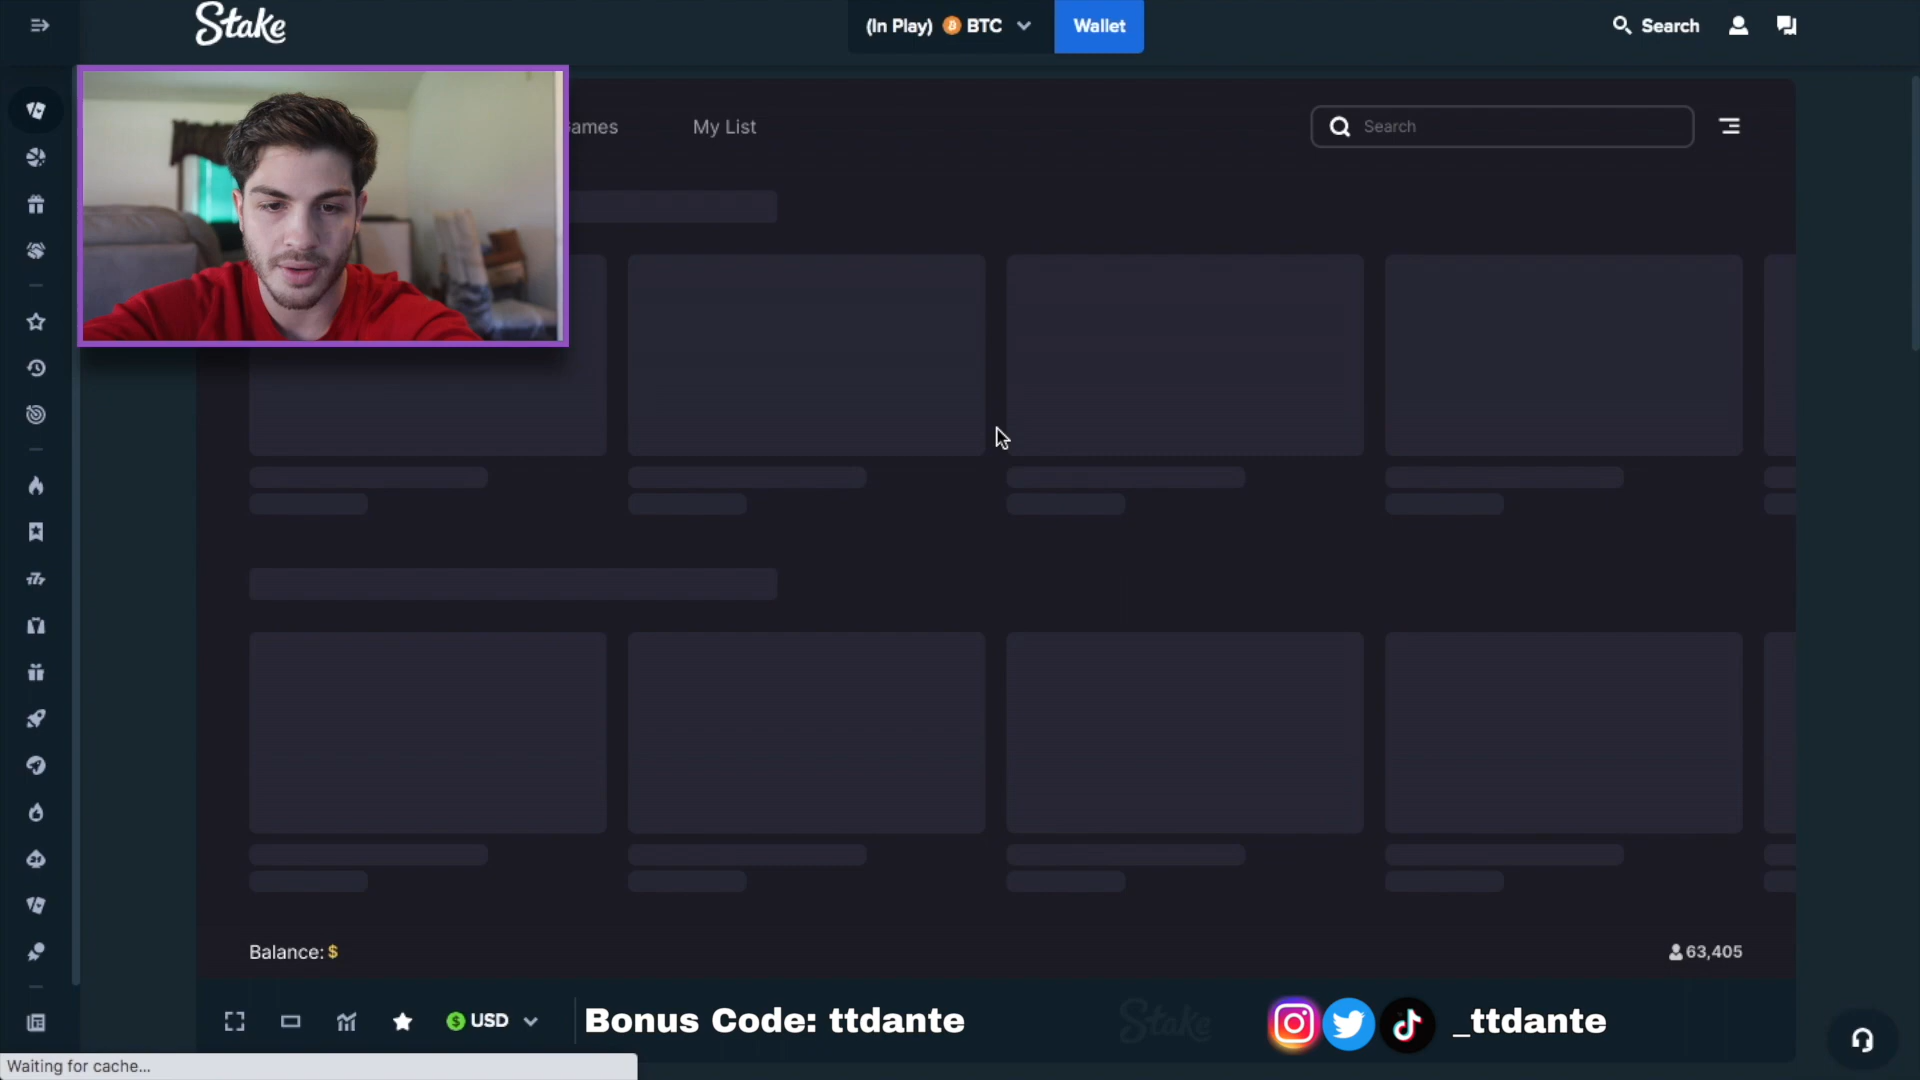 Stake
(In Play) BTC
Wallet
Search
ames
My List
Search
Balance: $
63,405
USD
Bonus Code: ttdante
Stake
_ttdante
Waiting for cache...